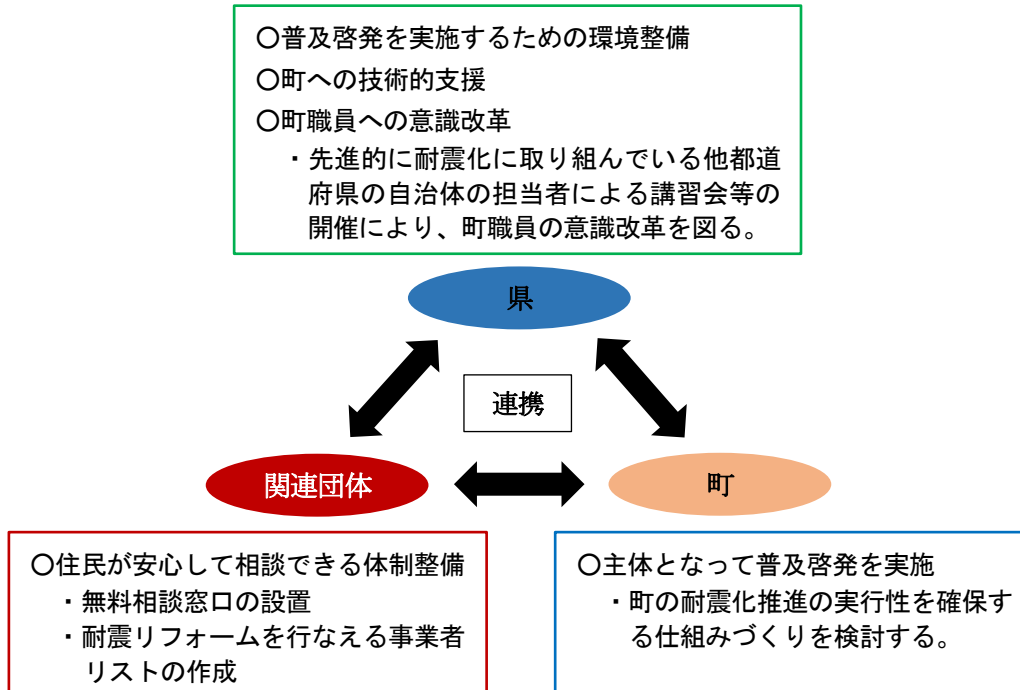 〇普及啓発を実施するための環境整備
〇町への技術的支援
〇町職員への意識改革
・先進的に耐震化に取り組んでいる他都道
府県の自治体の担当者による講習会等の
開催により、町職員の意識改革を図る。
県
連携
関連団体
町
〇住民が安心して相談できる体制整備
・無料相談窓口の設置
・耐震リフォームを行なえる事業者
リストの作成
〇主体となって普及啓発を実施
・町の耐震化推進の実行性を確保す
る仕組みづくりを検討する。